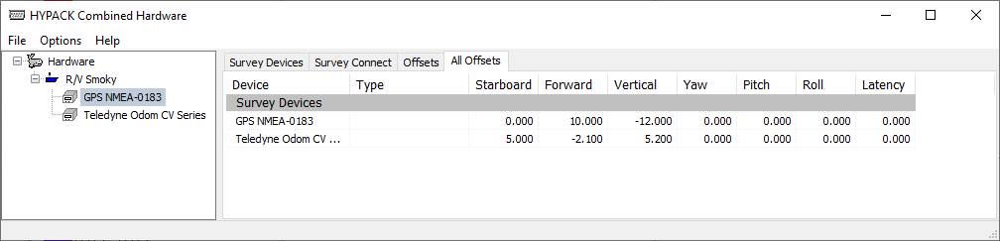 HYPACK Combined Hardware
File Options Help
Hardware
R/V Smoky
GPS NMEA-0183
Teledyne Odom CV Series
Survey Devices Survey Connect Offsets All Offsets
Device Type Starboard Forward Vertical Yaw Pitch Roll Latency
Survey Devices
GPS NMEA-0183 0.000 10.000 -12.000 0.000 0.000 0.000 0.000
Teledyne Odom CV ... 5.000 -2.100 5.200 0.000 0.000 0.000 0.000